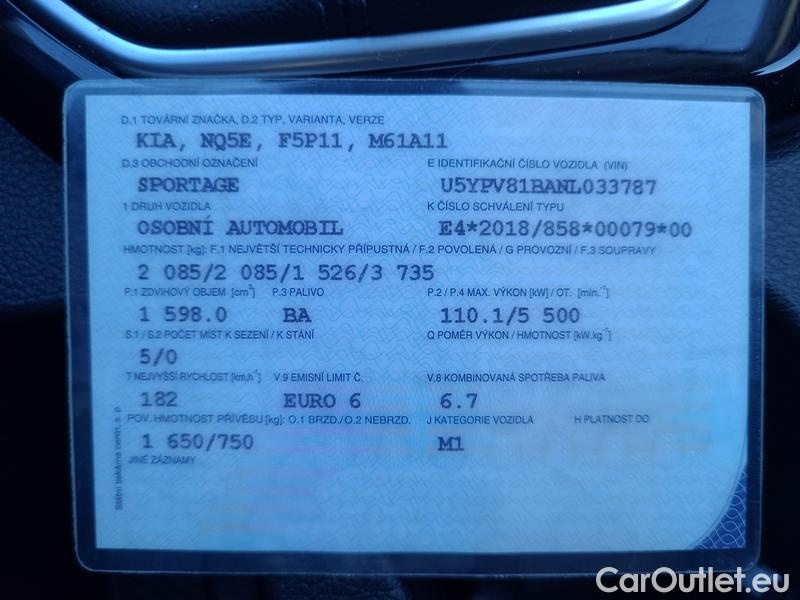 D.1 TOVÁRNÍ ZNAČKA, D.2 TYP, VARIANTA, VERZE
KIA, NQ5E, F5P11, M61A11
D.3 OBCHODNÍ OZNAČENÍ E IDENTIFIKAČNÍ ČÍSLO VOZIDLA (VIN)
SPORTAGE U5YPV81BANL033787
1 DRUH VOZIDLA K ČÍSLO SCHVÁLENÍ TYPU
OSOBNÍ AUTOMOBIL E4*2018/858*00079*00
HMOTNOST [kg]: F.1 NEJVĚTŠÍ TECHNICKY PŘÍPUSTNÁ / F.2 POVOLENÁ / G PROVOZNÍ / F.3 SOUPRAVY
2 085/2 085/1 526/3 735
P.1 ZDVIHOVÝ OBJEM [cm³] P.3 PALIVO P.2 / P.4 MAX. VÝKON [kW] / OT. [min.⁻¹]
1 598.0 BA 110.1/5 500
S.1 / S.2 POČET MÍST K SEZENÍ / K STÁNÍ Q POMĚR VÝKON / HMOTNOST [kW.kg⁻¹]
5/0
T NEJVYŠŠÍ RYCHLOST [km.h⁻¹] V.9 EMISNÍ LIMIT Č. V.8 KOMBINOVANÁ SPOTŘEBA PALIVA
182 EURO 6 6.7
POV. HMOTNOST PŘÍVĚSU [kg]: O.1 BRZD./O.2 NEBRZD. J KATEGORIE VOZIDLA H PLATNOST DO
1 650/750 M1
JINÉ ZÁZNAMY
Státní tiskárna cenin, s. p.
CarOutlet.eu